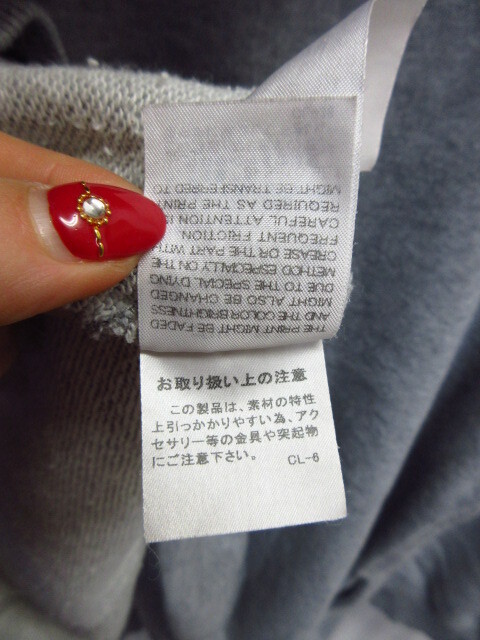 THE PRINT MIGHT BE FADED
AND THE COLOR BRIGHTNESS
MIGHT ALSO BE CHANGED
DUE TO THE SPECIAL DYING
METHOD ESPECIALLY ON THE
CREASE OR THE PART WITH
FREQUENT FRICTION
CAREFUL ATTENTION IS
REQUIRED AS THE PRINT
MIGHT BE TRANSFERRED TO
お取り扱い上の注意
この製品は、素材の特性
上引っかかりやすい為、アク
セサリー等の金具や突起物
にご注意下さい。
CL-6